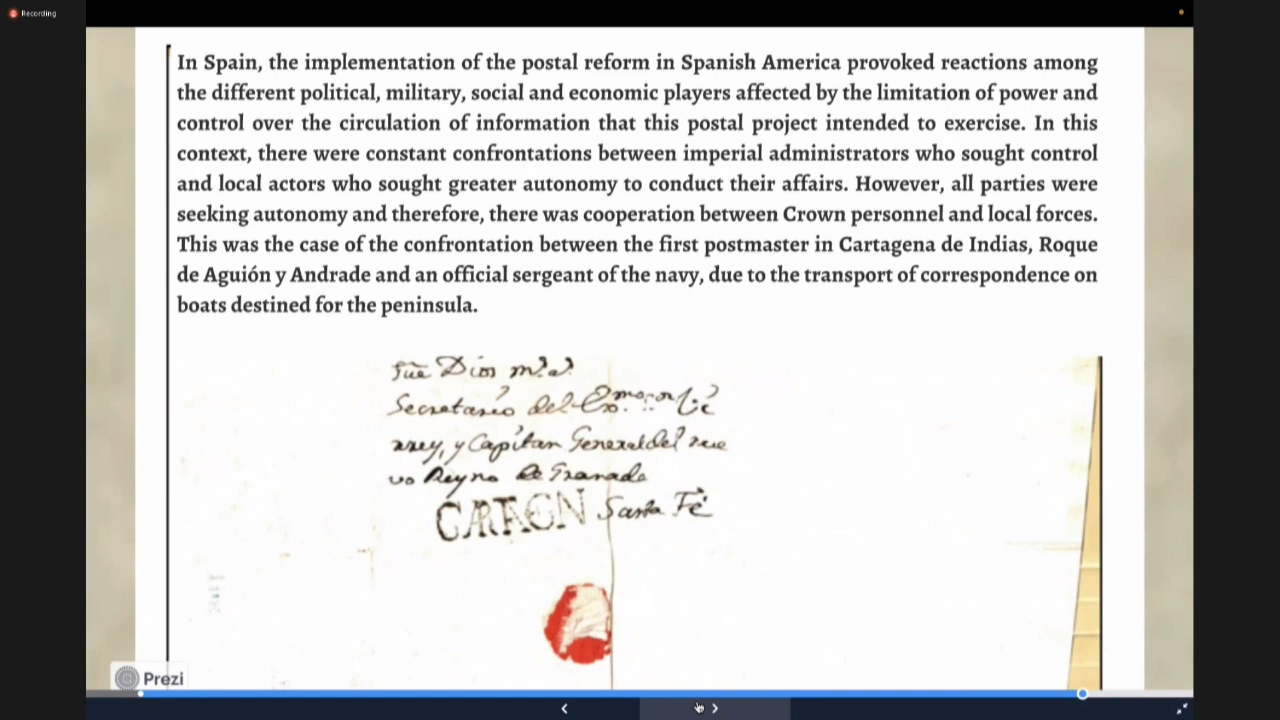 Recording
In Spain, the implementation of the postal reform in Spanish America provoked reactions among
the different political, military, social and economic players affected by the limitation of power and
control over the circulation of information that this postal project intended to exercise. In this
context, there were constant confrontations between imperial administrators who sought control
and local actors who sought greater autonomy to conduct their affairs. However, all parties were
seeking autonomy and therefore, there was cooperation between Crown personnel and local forces.
This was the case of the confrontation between the first postmaster in Cartagena de Indias, Roque
de Aguión y Andrade and an official sergeant of the navy, due to the transport of correspondence on
boats destined for the peninsula.
Dios
Secretario del
rrey, y Capitan General del nue
vo Reyno de Granada
CARTAGN Santa Fé
Prezi